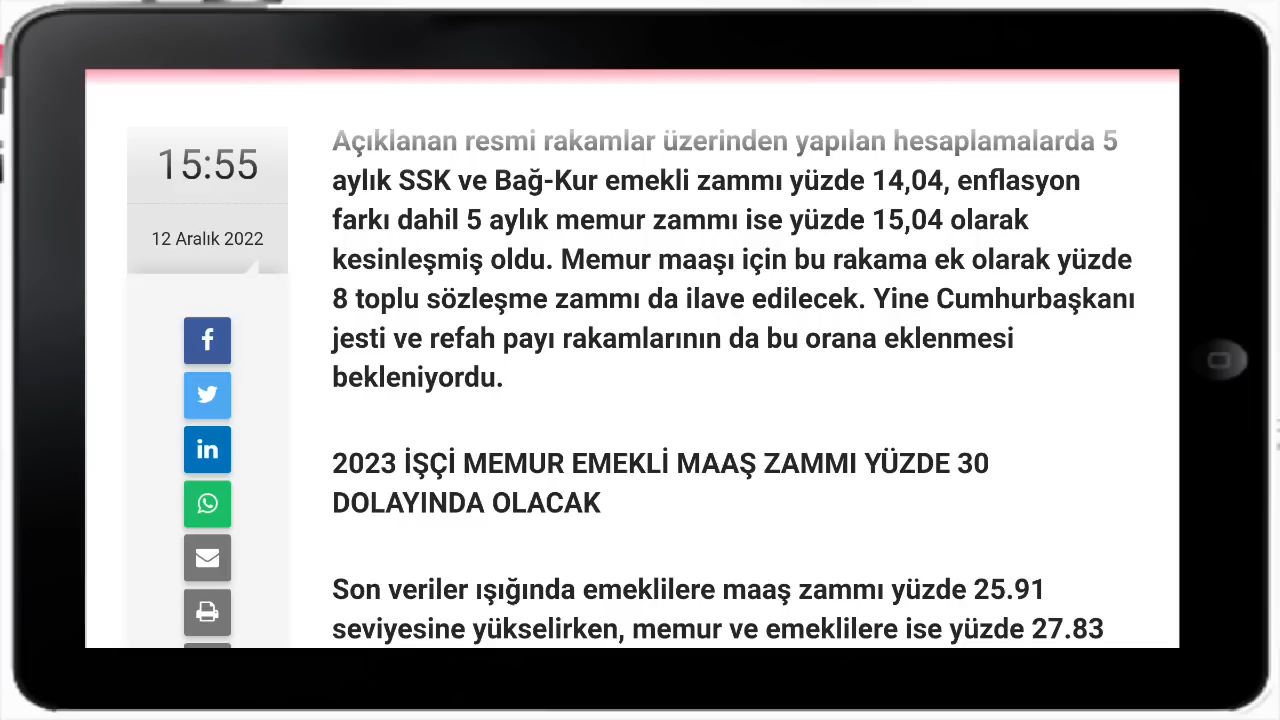 15:55
12 Aralık 2022
Açıklanan resmi rakamlar üzerinden yapılan hesaplamalarda 5
aylık SSK ve Bağ-Kur emekli zammı yüzde 14,04, enflasyon
farkı dahil 5 aylık memur zammı ise yüzde 15,04 olarak
kesinleşmiş oldu. Memur maaşı için bu rakama ek olarak yüzde
8 toplu sözleşme zammı da ilave edilecek. Yine Cumhurbaşkanı
jesti ve refah payı rakamlarının da bu orana eklenmesi
bekleniyordu.
2023 İŞÇİ MEMUR EMEKLİ MAAŞ ZAMMI YÜZDE 30
DOLAYINDA OLACAK
Son veriler ışığında emeklilere maaş zammı yüzde 25.91
seviyesine yükselirken, memur ve emeklilere ise yüzde 27.83